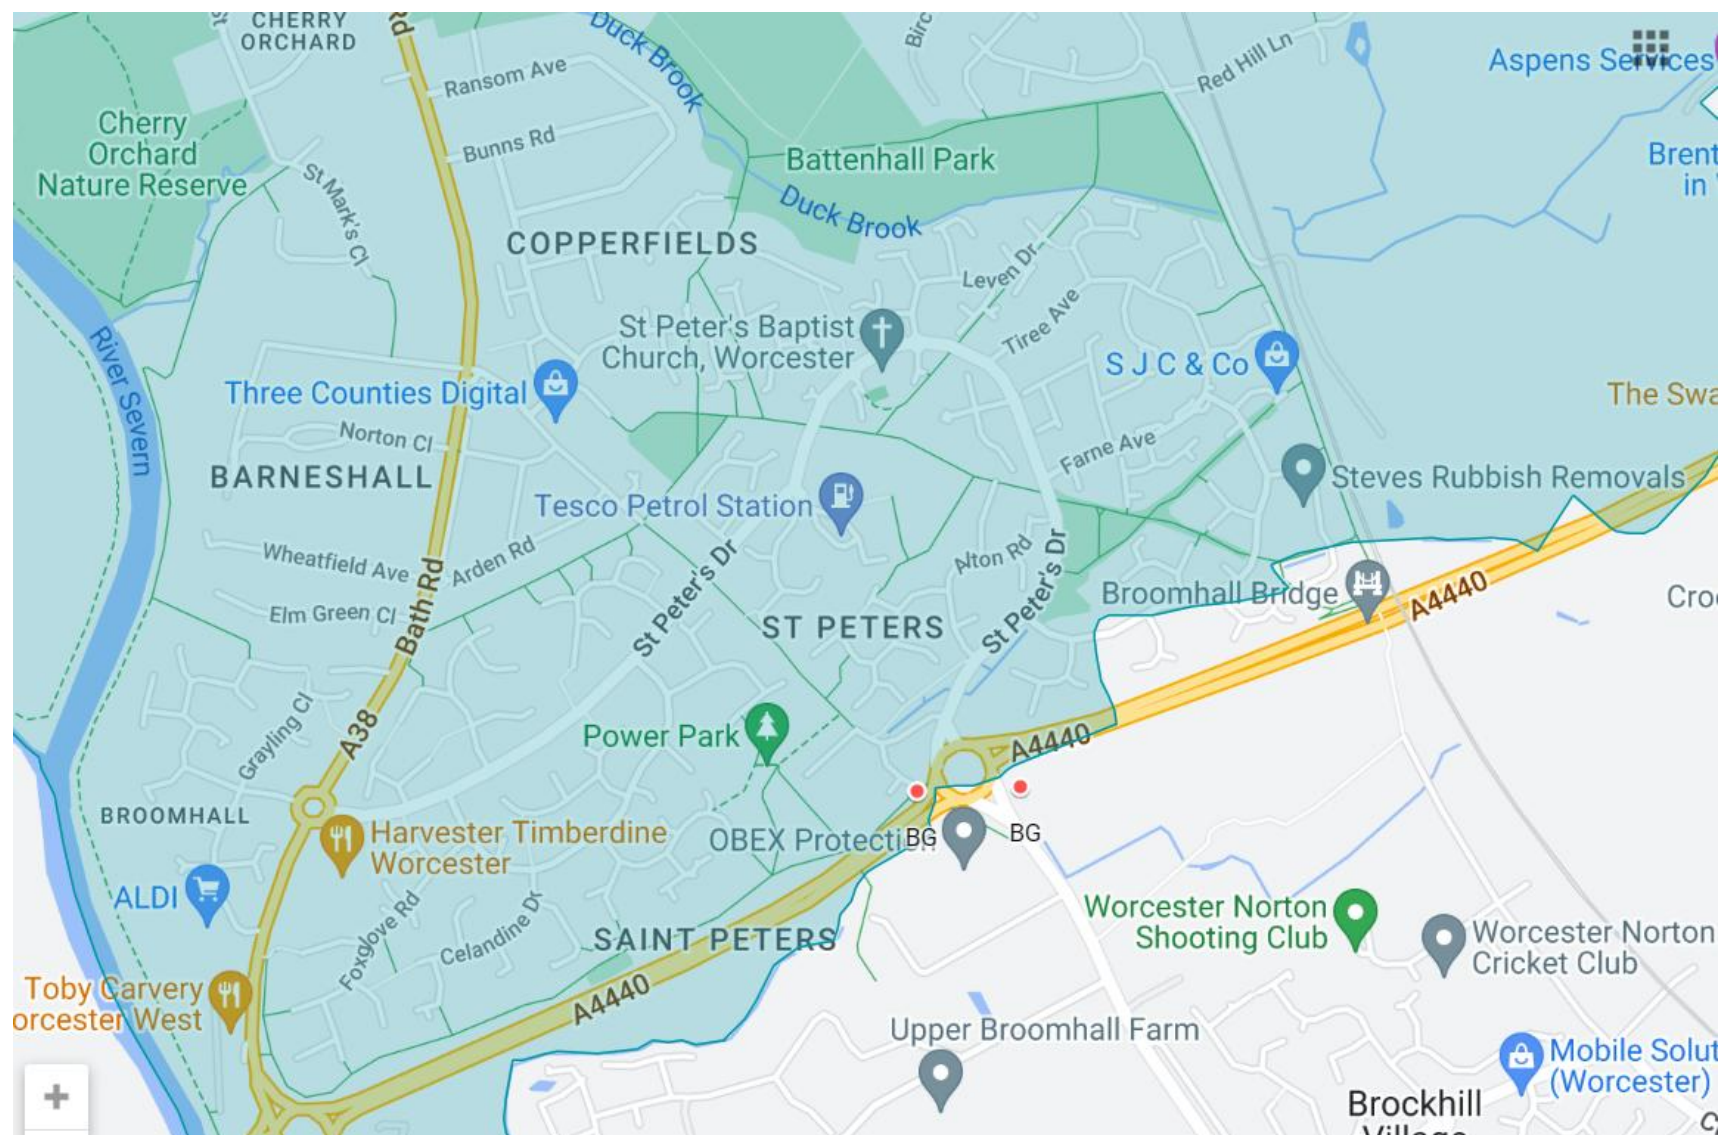 CHERRY
ORCHARD
Rd
Duck Brook
Birc
Red Hill Ln
Aspens Services
Ransom Ave
Cherry
Orchard
Nature Reserve
Bunns Rd
Battenhall Park
Brent
in
St Mark's Cl
Duck Brook
COPPERFIELDS
Leven Dr
Tiree Ave
St Peter's Baptist
Church, Worcester
S J C & Co
River Severn
Three Counties Digital
The Swa
Norton Cl
Farne Ave
BARNESHALL
Steves Rubbish Removals
Tesco Petrol Station
Wheatfield Ave
Arden Rd
Alton Rd
St Peter's Dr
St Peter's Dr
Broomhall Bridge
A4440
Croo
Elm Green Cl
Bath Rd
ST PETERS
Grayling Cl
A38
Power Park
A4440
BROOMHALL
Harvester Timberdine
Worcester
OBEX Protecti
BG
BG
ALDI
Foxglove Rd
Celandine Dr
SAINT PETERS
Worcester Norton
Shooting Club
Worcester Norton
Cricket Club
Toby Carvery
orcester West
A4440
Upper Broomhall Farm
Mobile Solut
(Worcester)
Brockhill
Village
+